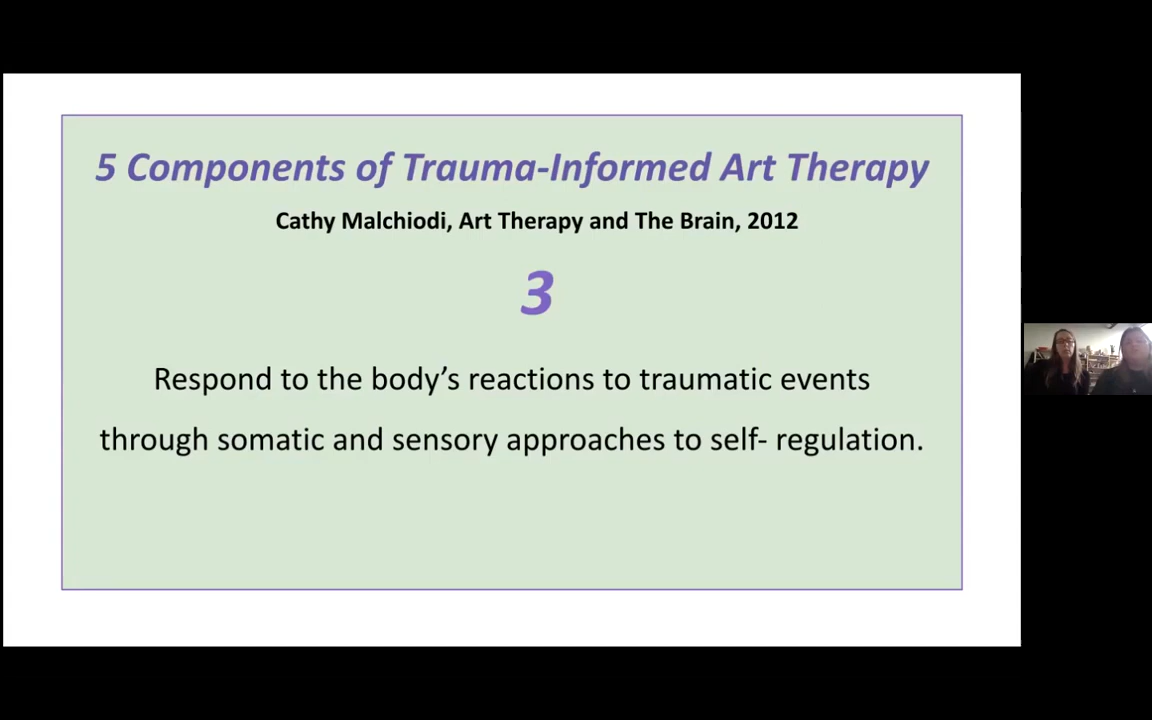 5 Components of Trauma-Informed Art Therapy
Cathy Malchiodi, Art Therapy and The Brain, 2012
3
Respond to the body’s reactions to traumatic events
through somatic and sensory approaches to self- regulation.